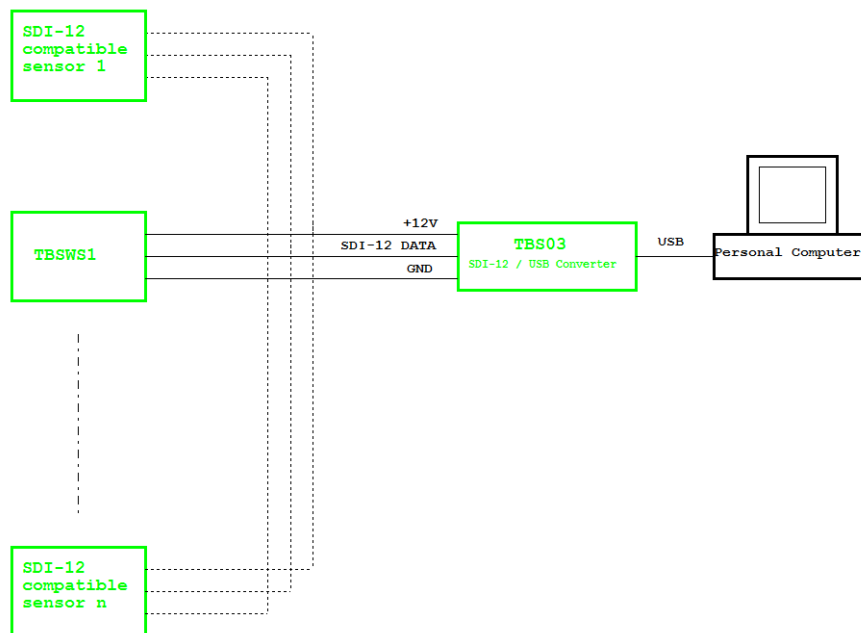 SDI-12
compatible
sensor 1
TBSWS1
+12V
SDI-12 DATA
GND
TBS03
SDI-12 / USB Converter
USB
Personal Computer
SDI-12
compatible
sensor n